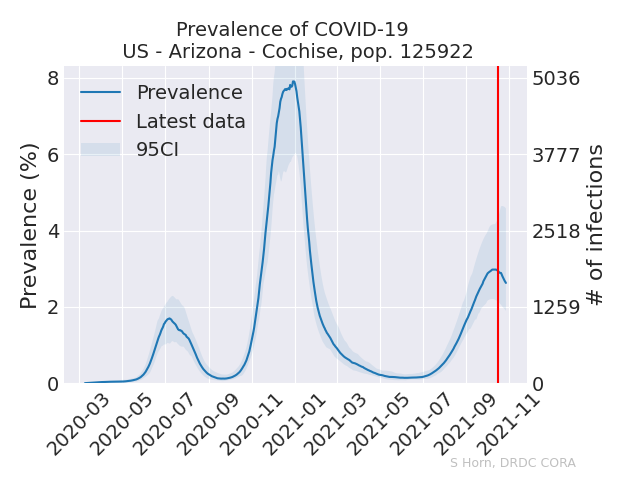 Prevalence of COVID-19
US - Arizona - Cochise, pop. 125922
Prevalence
Latest data
95CI
Prevalence (%)
8
6
4
2
0
# of infections
5036
3777
2518
1259
0
2020-03
2020-05
2020-07
2020-09
2020-11
2021-01
2021-03
2021-05
2021-07
2021-09
2021-11
S Horn, DRDC CORA